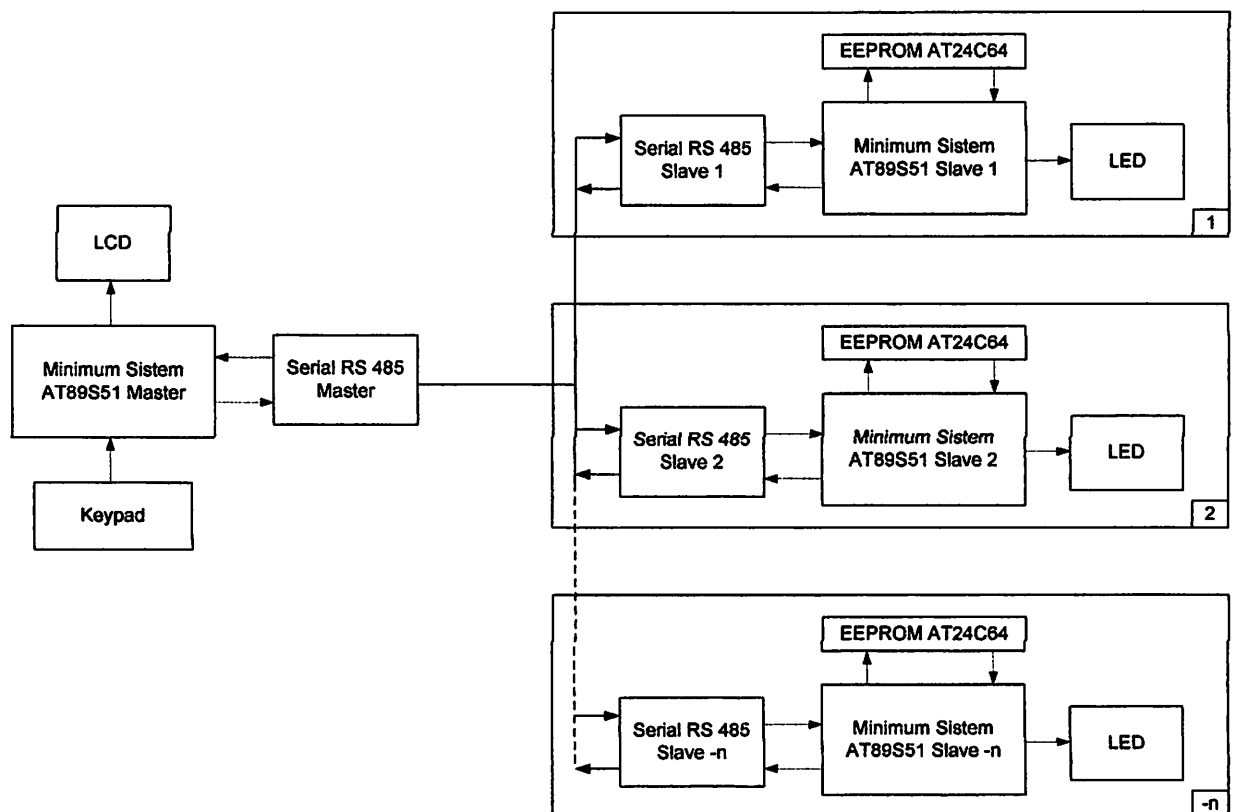 LCD
Minimum Sistem
AT89S51 Master
Keypad
Serial RS 485
Master
EEPROM AT24C64
Serial RS 485
Slave 1
Minimum Sistem
AT89S51 Slave 1
LED
1
EEPROM AT24C64
Serial RS 485
Slave 2
Minimum Sistem
AT89S51 Slave 2
LED
2
EEPROM AT24C64
Serial RS 485
Slave -n
Minimum Sistem
AT89S51 Slave -n
LED
-n